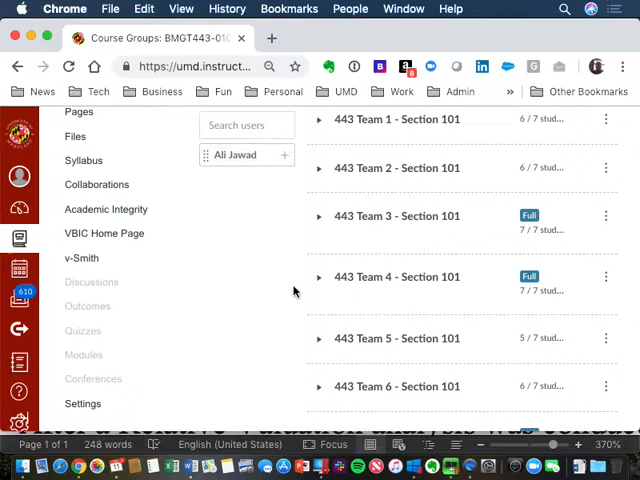 Chrome File Edit View History Bookmarks People Window Help
Course Groups: BMGT443-010
https://umd.instruct...
8
News Tech Business Fun Personal UMD Work Admin » Other Bookmarks
Pages
Files
Syllabus
Collaborations
Academic Integrity
VBIC Home Page
v-Smith
Discussions
Outcomes
Quizzes
Modules
Conferences
Settings
610
Search users
Ali Jawad
443 Team 1 - Section 101 6 / 7 stud...
443 Team 2 - Section 101 6 / 7 stud...
443 Team 3 - Section 101 Full
7 / 7 stud...
443 Team 4 - Section 101 Full
7 / 7 stud...
443 Team 5 - Section 101 5 / 7 stud...
443 Team 6 - Section 101 6 / 7 stud...
Page 1 of 1 248 words English (United States) Focus 370%